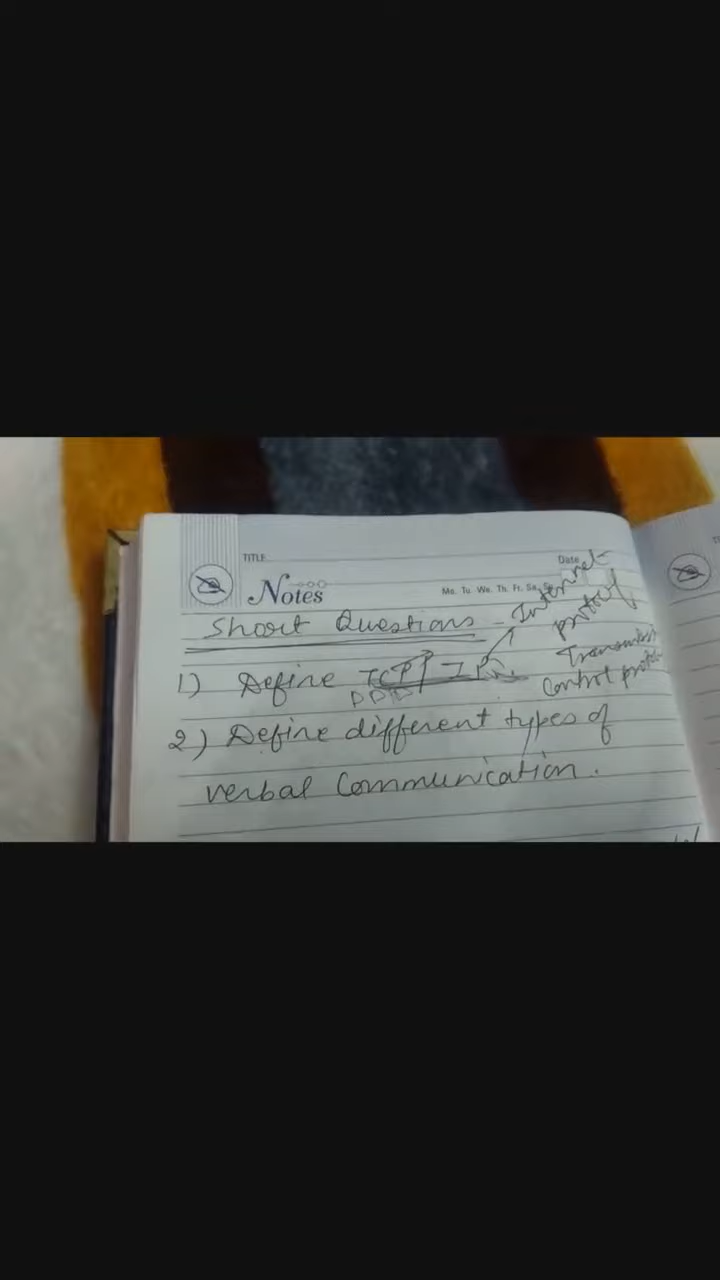 TITLE
Date
Notes
Mo. Tu. We. Th. Fr. Sa. Su.
Short Questions - Internet
protocol
1) Define TCP/IP.
Transmission
Control protocol
2) Define different types of
verbal Communication.